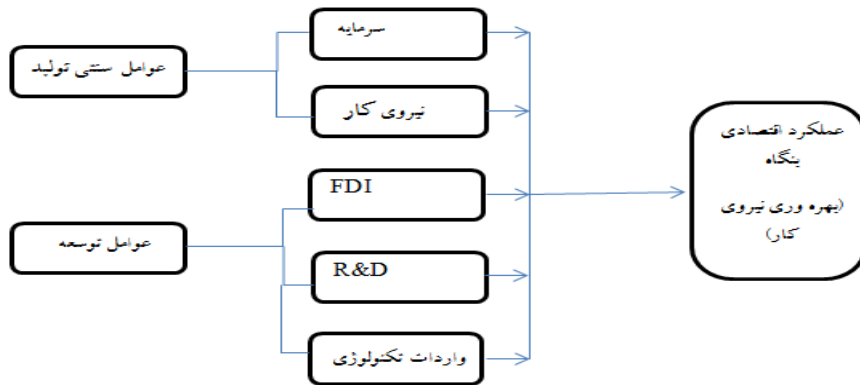 سرمایه
عوامل سنتی تولید
نیروی کار
عملکرد اقتصادی
بنگاه
(بهره وری نیروی
کار)
FDI
عوامل توسعه
R&D
واردات تکنولوژی